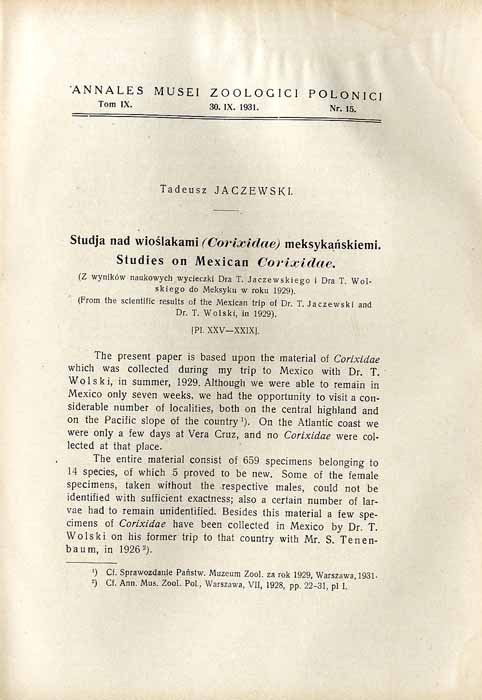 ANNALES MUSEI ZOOLOGICI POLONICI
Tom IX. 30. IX. 1931. Nr. 15.
Tadeusz JACZEWSKI.
Studja nad wioślakami (Corixidae) meksykańskiemi.
Studies on Mexican Corixidae.
(Z wyników naukowych wycieczki Dra T. Jaczewskiego i Dra T. Wol-
skiego do Meksyku w roku 1929).
(From the scientific results of the Mexican trip of Dr. T. Jaczewski and
Dr. T. Wolski, in 1929).
[Pl. XXV—XXIX].
The present paper is based upon the material of Corixidae
which was collected during my trip to Mexico with Dr. T.
Wolski, in summer, 1929. Although we were able to remain in
Mexico only seven weeks, we had the opportunity to visit a con-
siderable number of localities, both on the central highland and
on the Pacific slope of the country ¹). On the Atlantic coast we
were only a few days at Vera Cruz, and no Corixidae were col-
lected at that place.
The entire material consist of 659 specimens belonging to
14 species, of which 5 proved to be new. Some of the female
specimens, taken without the respective males, could not be
identified with sufficient exactness; also a certain number of lar-
vae had to remain unidentified. Besides this material a few spe-
cimens of Corixidae have been collected in Mexico by Dr. T.
Wolski on his former trip to that country with Mr. S. Tenen-
baum, in 1926 ²).
¹) Cf. Sprawozdanie Państw. Muzeum Zool. za rok 1929, Warszawa, 1931.
²) Cf. Ann. Mus. Zool. Pol., Warszawa, VII, 1928, pp. 22—31, pl I.